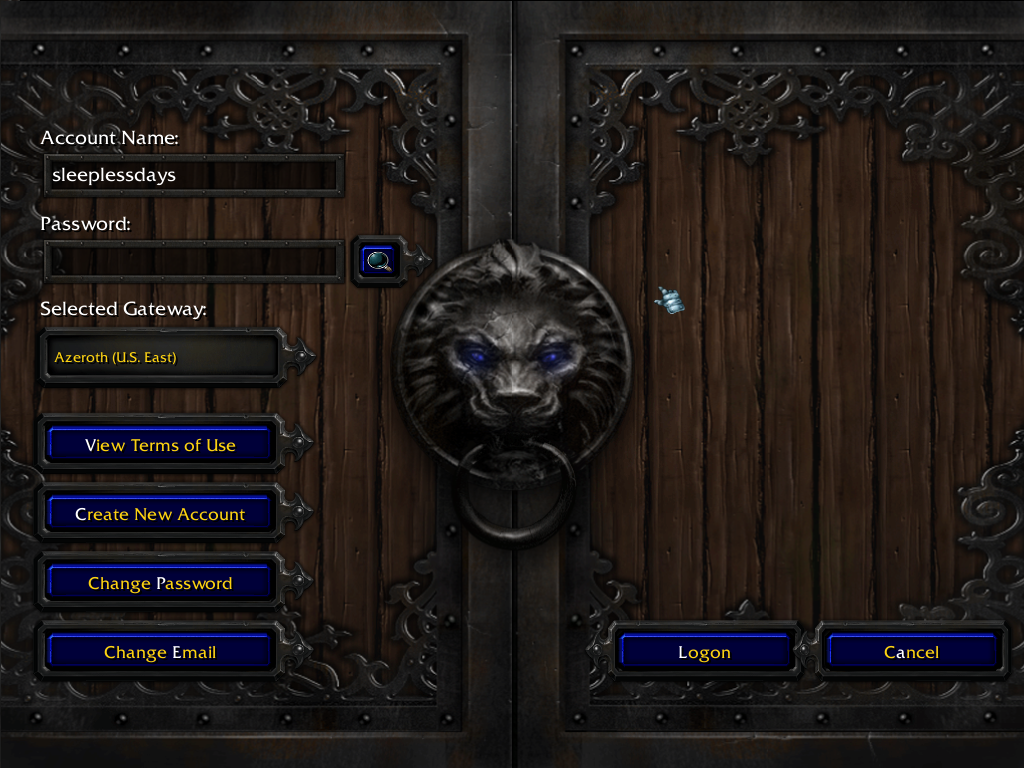 Account Name:
sleeplessdays
Password:
Selected Gateway:
Azeroth (U.S. East)
View Terms of Use
Create New Account
Change Password
Change Email
Logon
Cancel